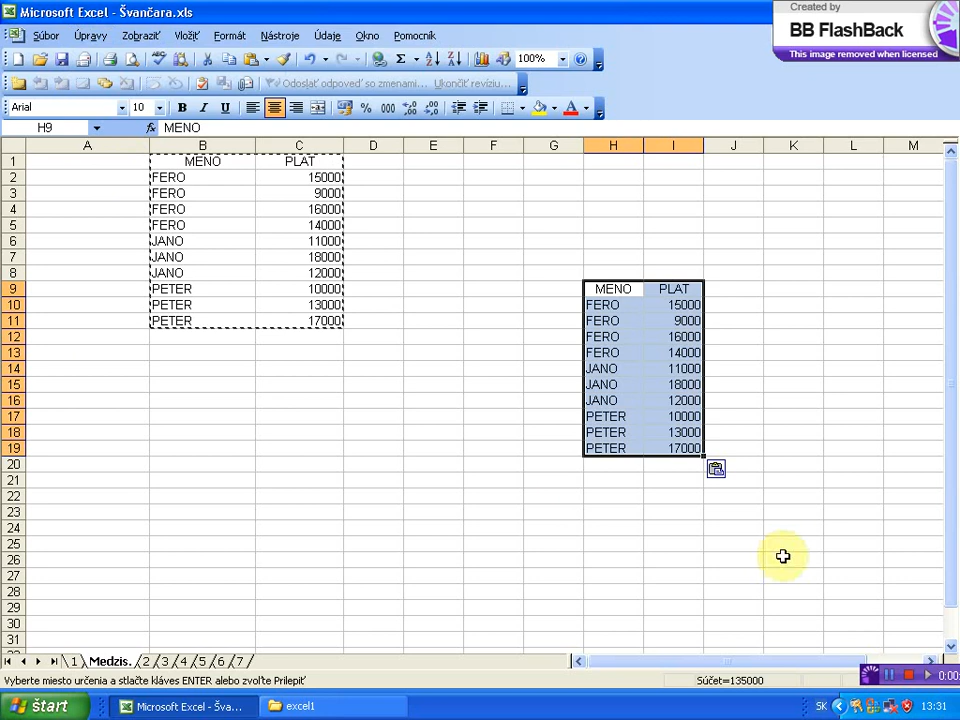 Microsoft Excel - Švančara.xls
Created by
BB FlashBack
This image removed when licensed
Súbor Úpravy Zobraziť Vložiť Formát Nástroje Údaje Okno Pomocník
100%
Odoslať odpoveď so zmenami... Ukončiť revíziu...
Arial 10 B I U % 000
H9 fx MENO
A B C D E F G H I J K L M
1 MENO PLAT
2 FERO 15000
3 FERO 9000
4 FERO 16000
5 FERO 14000
6 JANO 11000
7 JANO 18000
8 JANO 12000
9 PETER 10000 MENO PLAT
10 PETER 13000 FERO 15000
11 PETER 17000 FERO 9000
12 FERO 16000
13 FERO 14000
14 JANO 11000
15 JANO 18000
16 JANO 12000
17 PETER 10000
18 PETER 13000
19 PETER 17000
20
21
22
23
24
25
26
27
28
29
30
31
1 Medzis. 2 3 4 5 6 7
Vyberte miesto určenia a stlačte kláves ENTER alebo zvoľte Prilepiť Súčet=135000 0:00
štart Microsoft Excel - Šva... excel1 SK 13:31